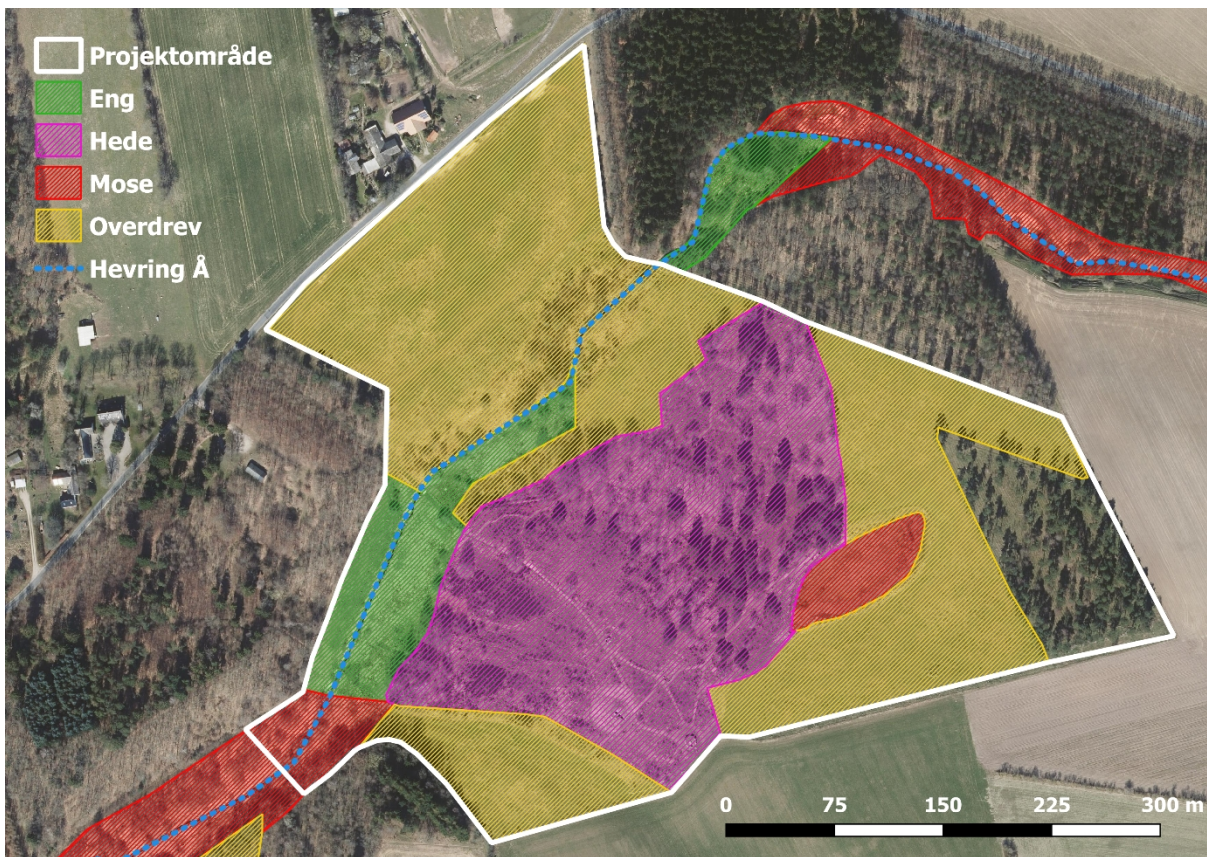 Projektområde
Eng
Hede
Mose
Overdrev
Hevring Å
0 75 150 225 300 m